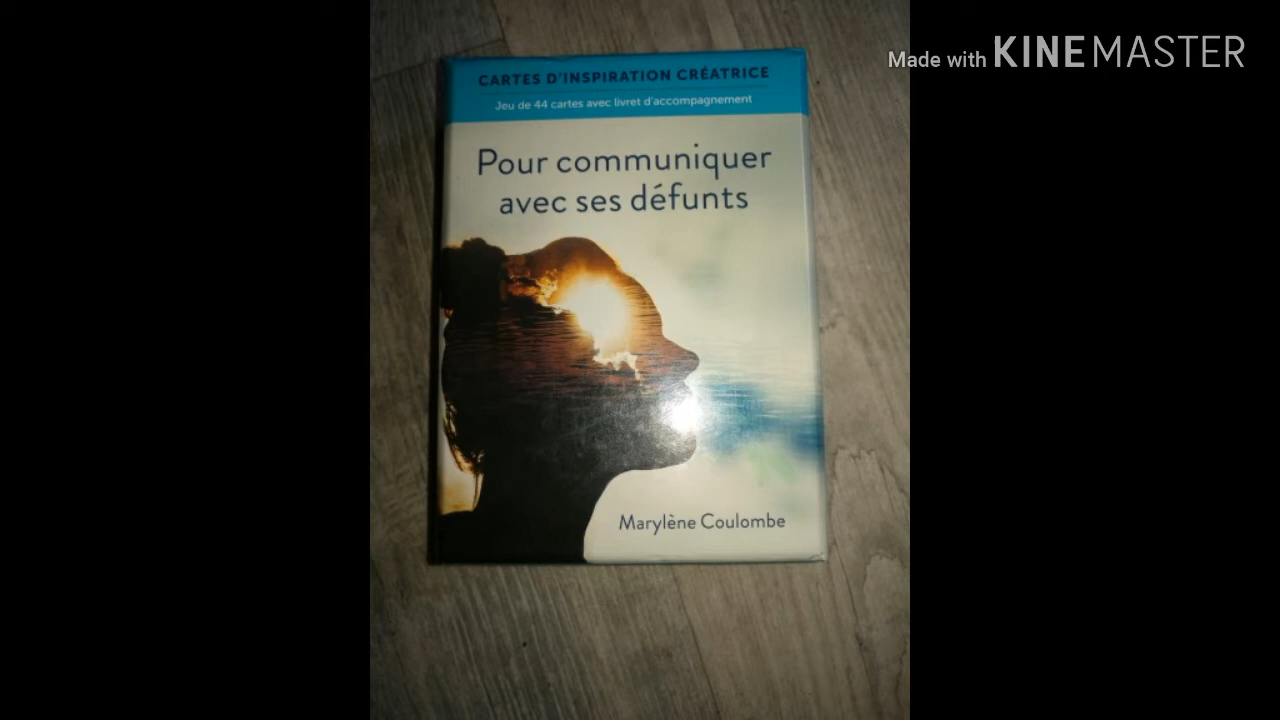 Made with KINEMASTER
CARTES D'INSPIRATION CRÉATRICE
Jeu de 44 cartes avec livret d'accompagnement
Pour communiquer
avec ses défunts
Marylène Coulombe